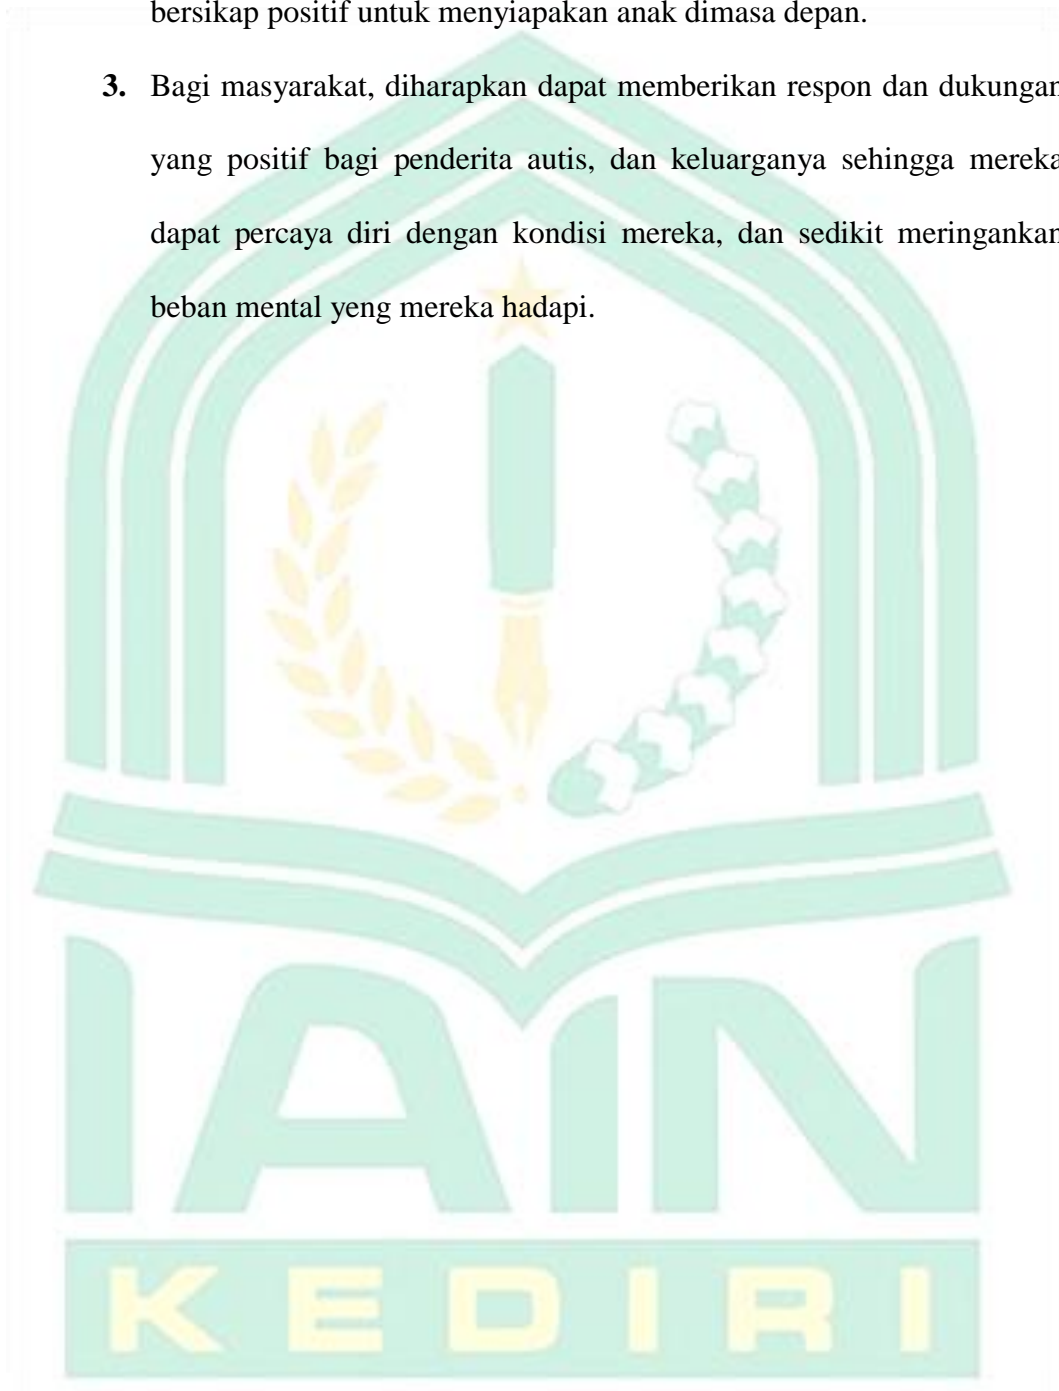 bersikap positif untuk menyiapakan anak dimasa depan.
3. Bagi masyarakat, diharapkan dapat memberikan respon dan dukungan
yang positif bagi penderita autis, dan keluarganya sehingga mereka
dapat percaya diri dengan kondisi mereka, dan sedikit meringankan
beban mental yeng mereka hadapi.
IAIN
KEDIRI